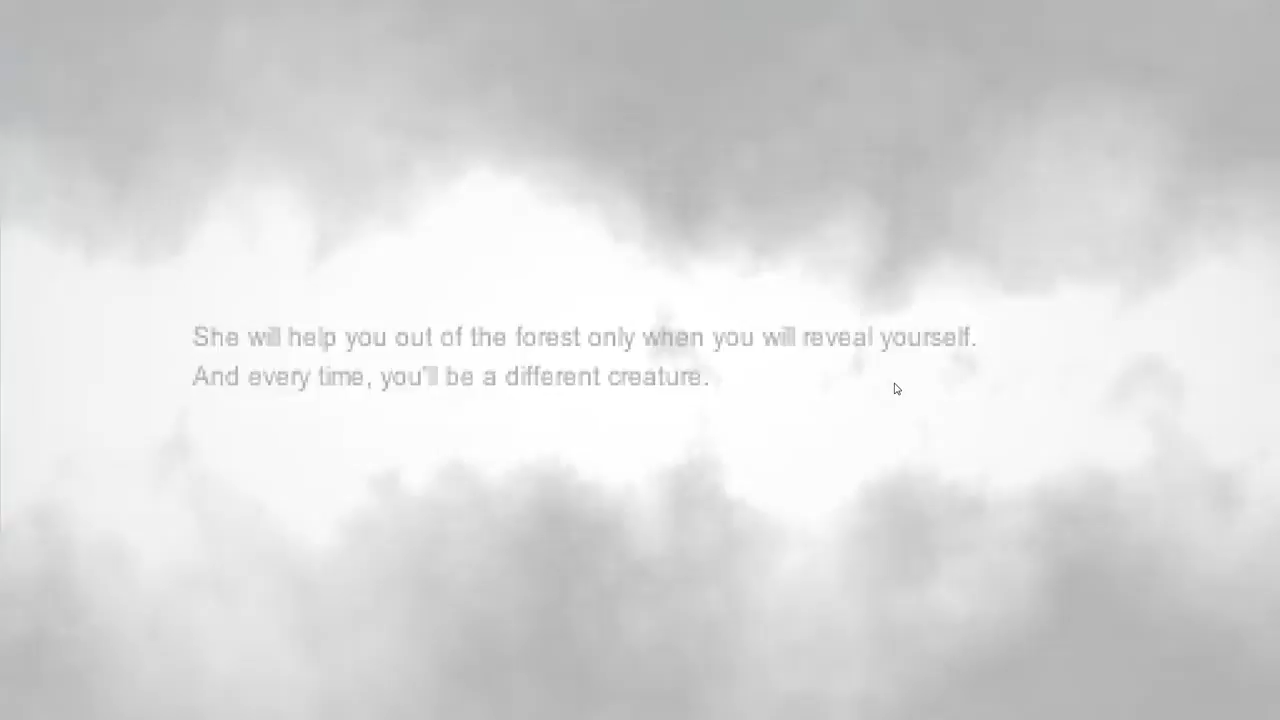 She will help you out of the forest only when you will reveal yourself.
And every time, you'll be a different creature.